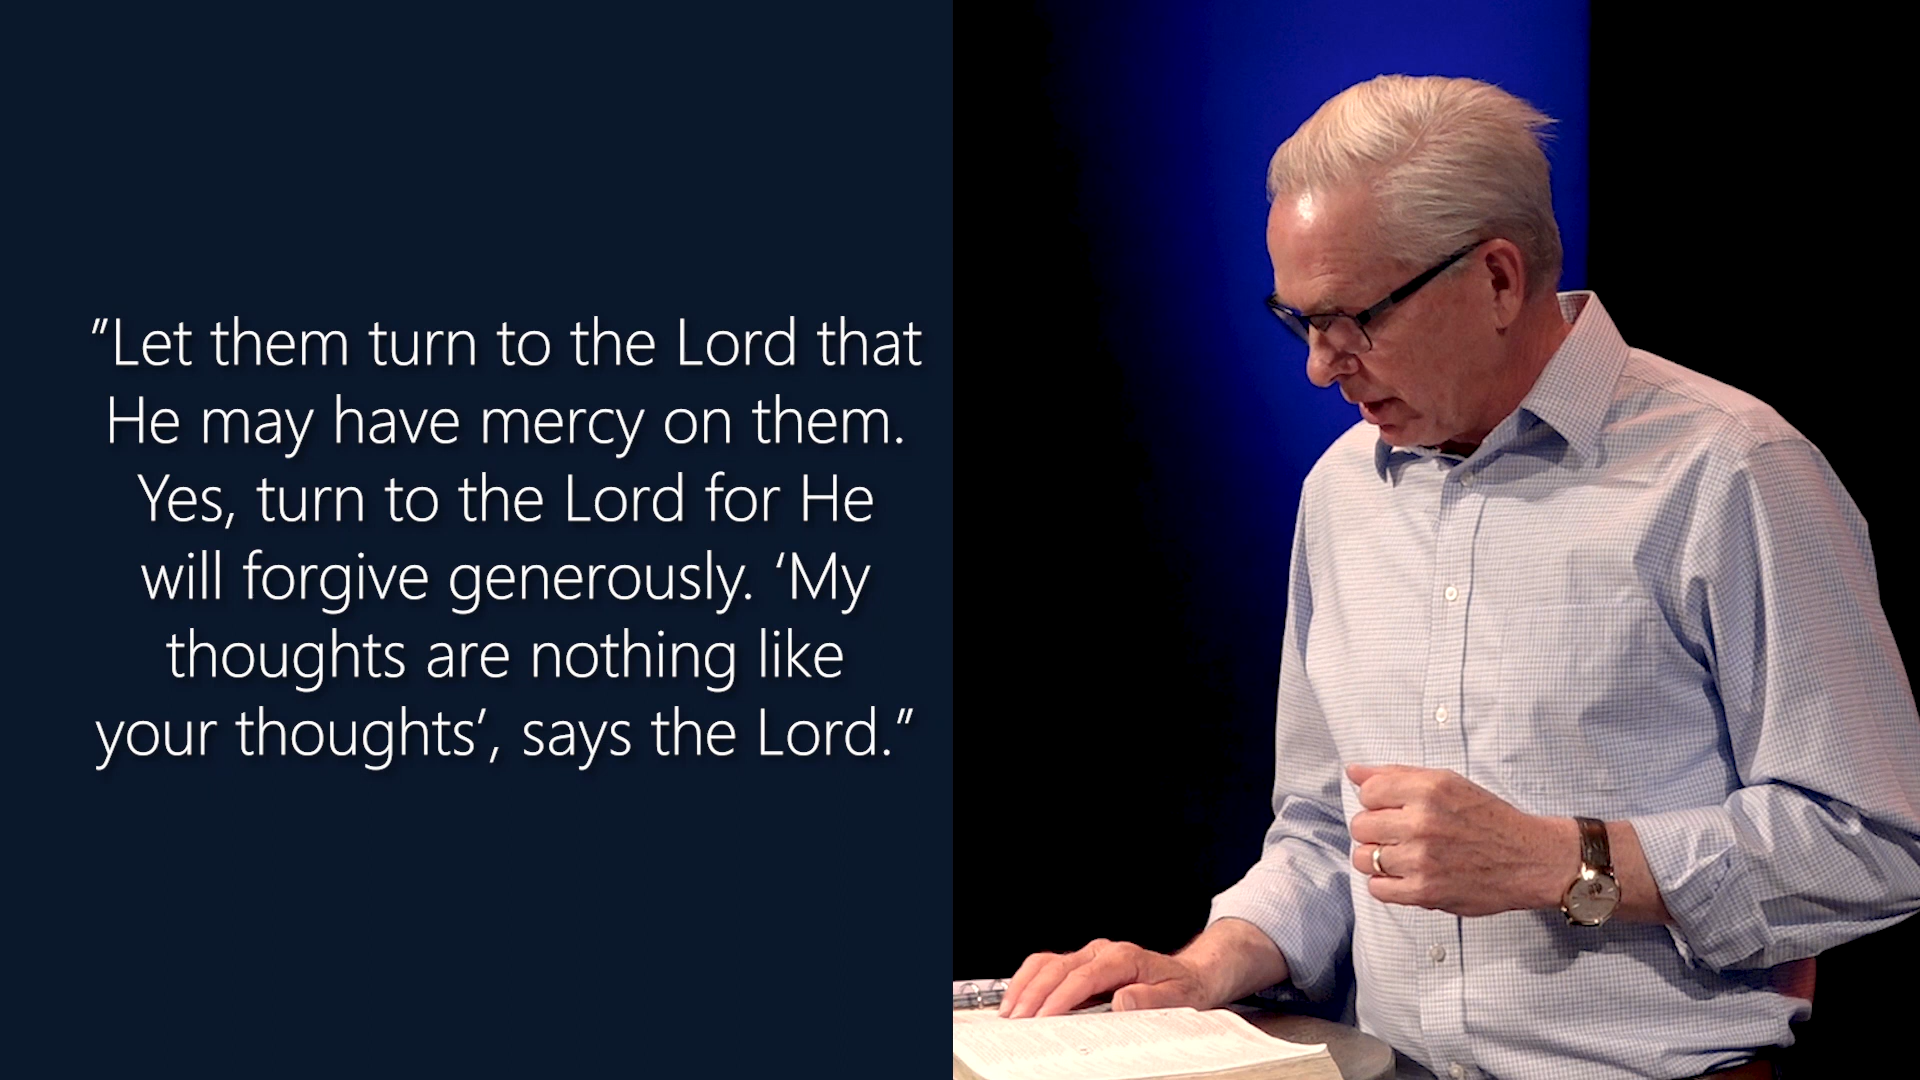 "Let them turn to the Lord that
He may have mercy on them.
Yes, turn to the Lord for He
will forgive generously. ‘My
thoughts are nothing like
your thoughts’, says the Lord.”